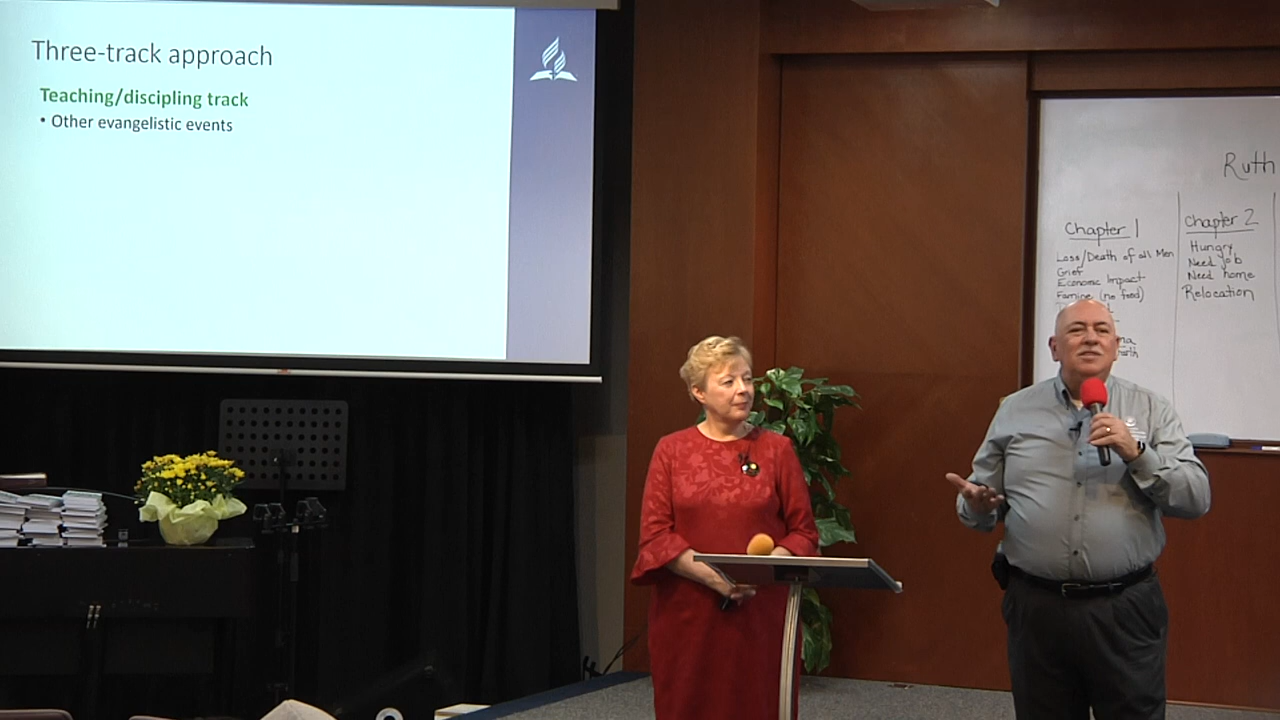 Three-track approach
Teaching/discipling track
• Other evangelistic events
Ruth
Chapter 1
Loss/Death of all Men
Grief
Economic Impact
Famine (no food)
Chapter 2
Hungry
Need job
Need home
Relocation